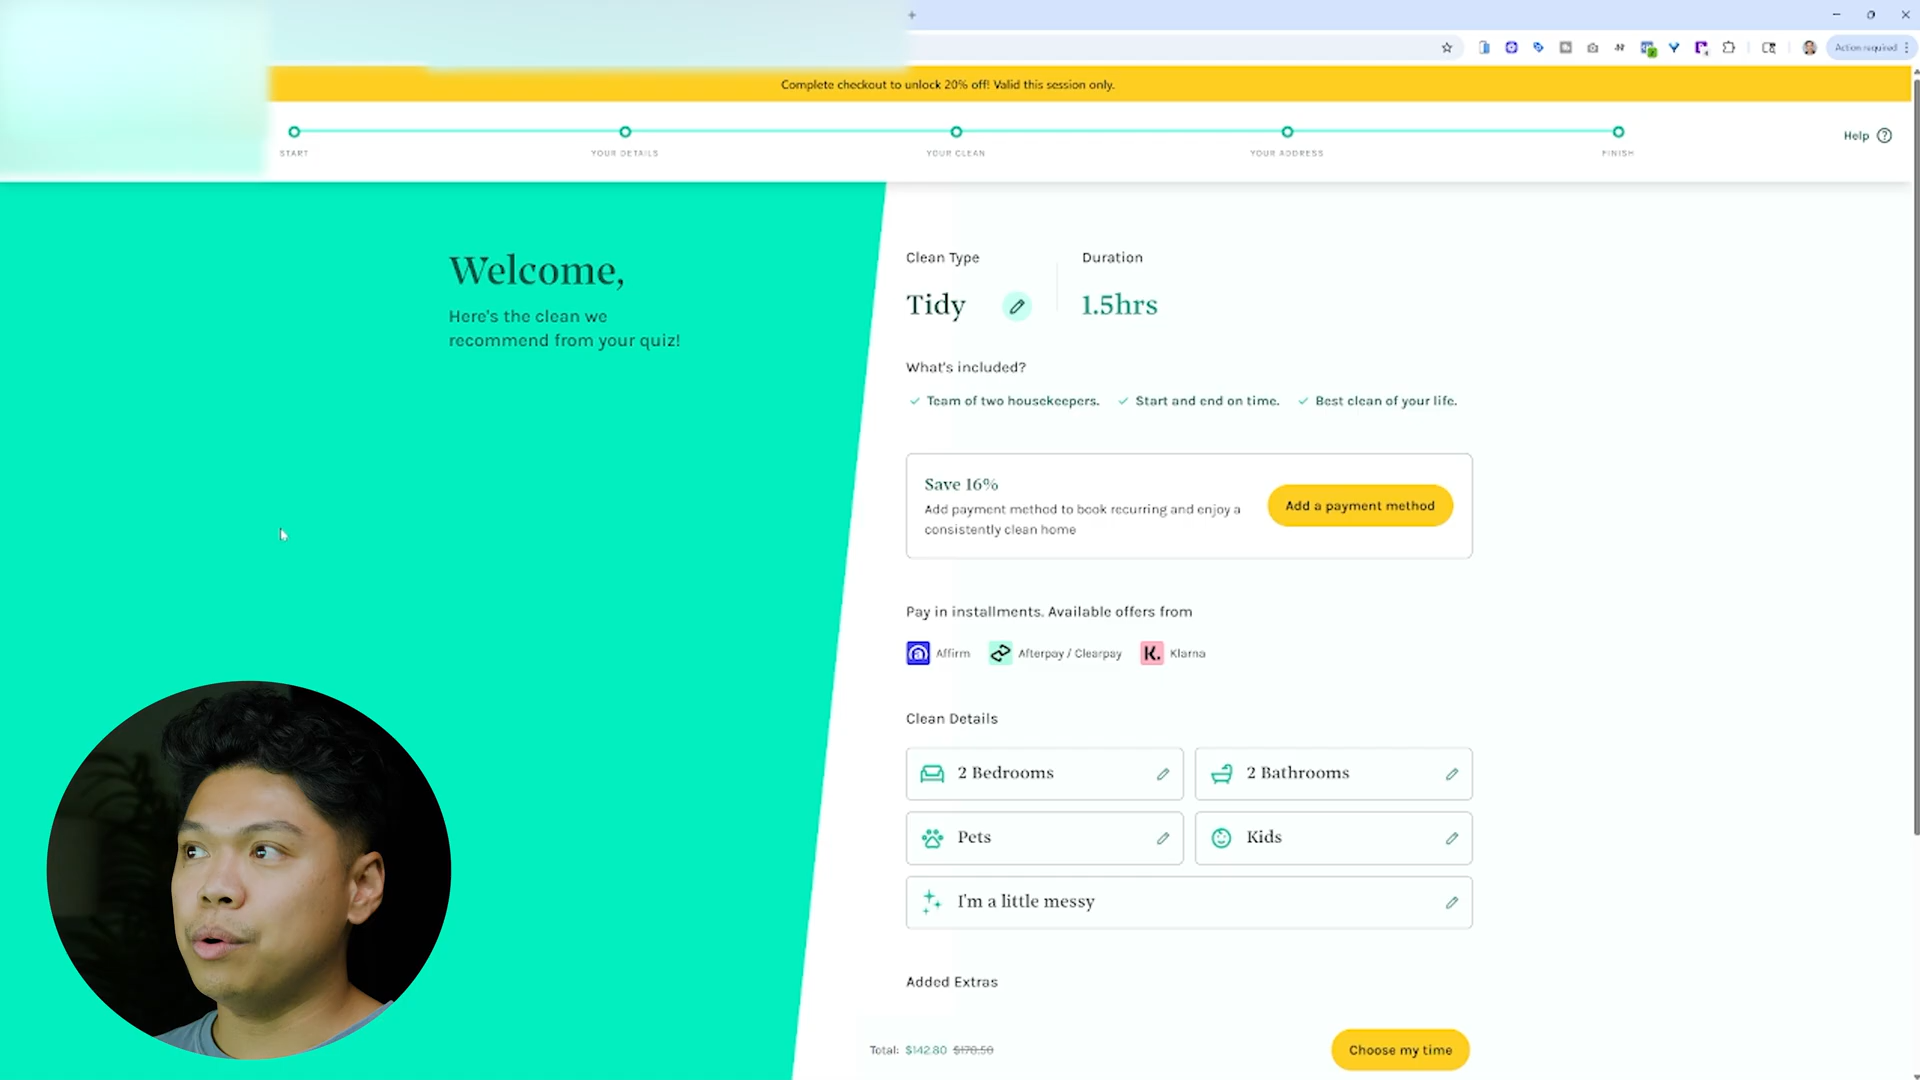 Action required
Complete checkout to unlock 20% off! Valid this session only.
START
YOUR DETAILS
YOUR CLEAN
YOUR ADDRESS
FINISH
Help ?
Welcome,
Here's the clean we
recommend from your quiz!
Clean Type
Duration
Tidy
1.5hrs
What's included?
Team of two housekeepers.
Start and end on time.
Best clean of your life.
Save 16%
Add payment method to book recurring and enjoy a
consistently clean home
Add a payment method
Pay in installments. Available offers from
Affirm
Afterpay / Clearpay
K.
Klarna
Clean Details
2 Bedrooms
2 Bathrooms
Pets
Kids
I'm a little messy
Added Extras
Total: $142.80 $178.50
Choose my time